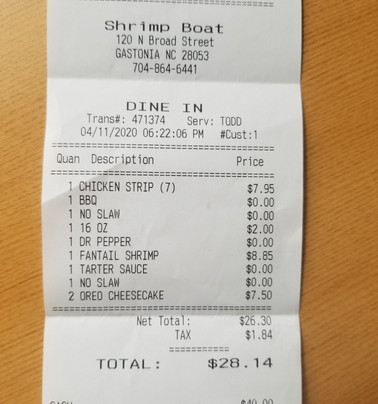 Shrimp Boat
120 N Broad Street
GASTONIA NC 28053
704-864-6441
DINE IN
Trans#: 471374 Serv: TODD
04/11/2020 06:22:06 PM #Cust:1
Quan Description Price
1 CHICKEN STRIP (7) $7.95
1 BBQ $0.00
1 NO SLAW $0.00
1 16 OZ $2.00
1 DR PEPPER $0.00
1 FANTAIL SHRIMP $8.85
1 TARTER SAUCE $0.00
1 NO SLAW $0.00
2 OREO CHEESECAKE $7.50
Net Total: $26.30
TAX $1.84
TOTAL: $28.14